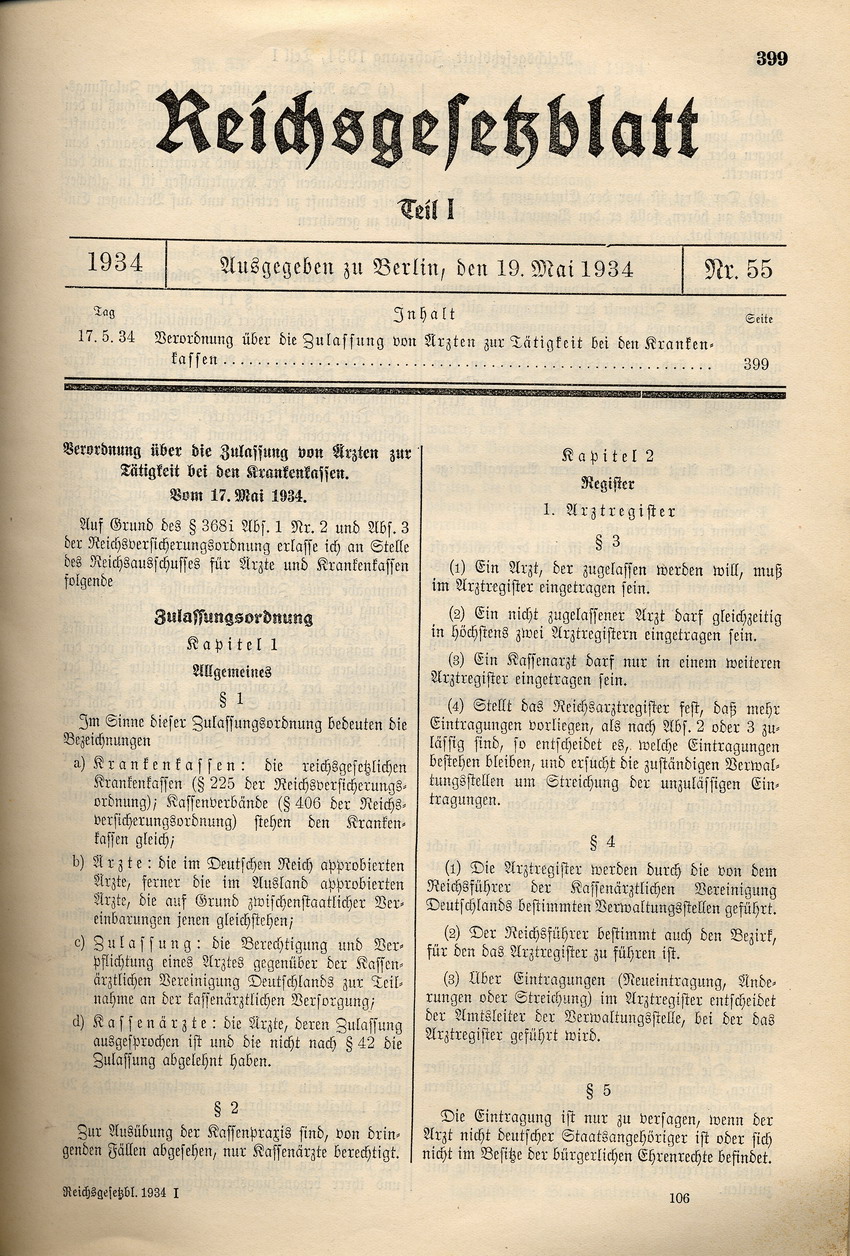 399
Reichsgesetzblatt
Teil I
1934
Ausgegeben zu Berlin, den 19. Mai 1934
Nr. 55
Tag
Inhalt
Seite
17. 5. 34 Verordnung über die Zulassung von Ärzten zur Tätigkeit bei den Kranken-
kassen ........................................................... 399
Verordnung über die Zulassung von Ärzten zur
Tätigkeit bei den Krankenkassen.
Vom 17. Mai 1934.
Auf Grund des § 368i Abs. 1 Nr. 2 und Abs. 3
der Reichsversicherungsordnung erlasse ich an Stelle
des Reichsausschusses für Ärzte und Krankenkassen
folgende
Zulassungsordnung
Kapitel 1
Allgemeines
§ 1
Im Sinne dieser Zulassungsordnung bedeuten die
Bezeichnungen
a) Krankenkassen: die reichsgesetzlichen
Krankenkassen (§ 225 der Reichsversicherungs-
ordnung); Kassenverbände (§ 406 der Reichs-
versicherungsordnung) stehen den Kranken-
kassen gleich;
b) Ärzte: die im Deutschen Reich approbierten
Ärzte, ferner die im Ausland approbierten
Ärzte, die auf Grund zwischenstaatlicher Ver-
einbarungen jenen gleichstehen;
c) Zulassung: die Berechtigung und Ver-
pflichtung eines Arztes gegenüber der Kassen-
ärztlichen Vereinigung Deutschlands zur Teil-
nahme an der kassenärztlichen Versorgung;
d) Kassenärzte: die Ärzte, deren Zulassung
ausgesprochen ist und die nicht nach § 42 die
Zulassung abgelehnt haben.
§ 2
Zur Ausübung der Kassenpraxis sind, von drin-
genden Fällen abgesehen, nur Kassenärzte berechtigt.
Kapitel 2
Register
1. Arztregister
§ 3
(1) Ein Arzt, der zugelassen werden will, muß
im Arztregister eingetragen sein.
(2) Ein nicht zugelassener Arzt darf gleichzeitig
in höchstens zwei Arztregistern eingetragen sein.
(3) Ein Kassenarzt darf nur in einem weiteren
Arztregister eingetragen sein.
(4) Stellt das Reichsarztregister fest, daß mehr
Eintragungen vorliegen, als nach Abs. 2 oder 3 zu-
lässig sind, so entscheidet es, welche Eintragungen
bestehen bleiben, und ersucht die zuständigen Verwal-
tungsstellen um Streichung der unzulässigen Ein-
tragungen.
§ 4
(1) Die Arztregister werden durch die von dem
Reichsführer der Kassenärztlichen Vereinigung
Deutschlands bestimmten Verwaltungsstellen geführt.
(2) Der Reichsführer bestimmt auch den Bezirk,
für den das Arztregister zu führen ist.
(3) Über Eintragungen (Neueintragung, Ände-
rungen oder Streichung) im Arztregister entscheidet
der Amtsleiter der Verwaltungsstelle, bei der das
Arztregister geführt wird.
§ 5
Die Eintragung ist nur zu versagen, wenn der
Arzt nicht deutscher Staatsangehöriger ist oder sich
nicht im Besitze der bürgerlichen Ehrenrechte befindet.
Reichsgesetzbl. 1934 I
106